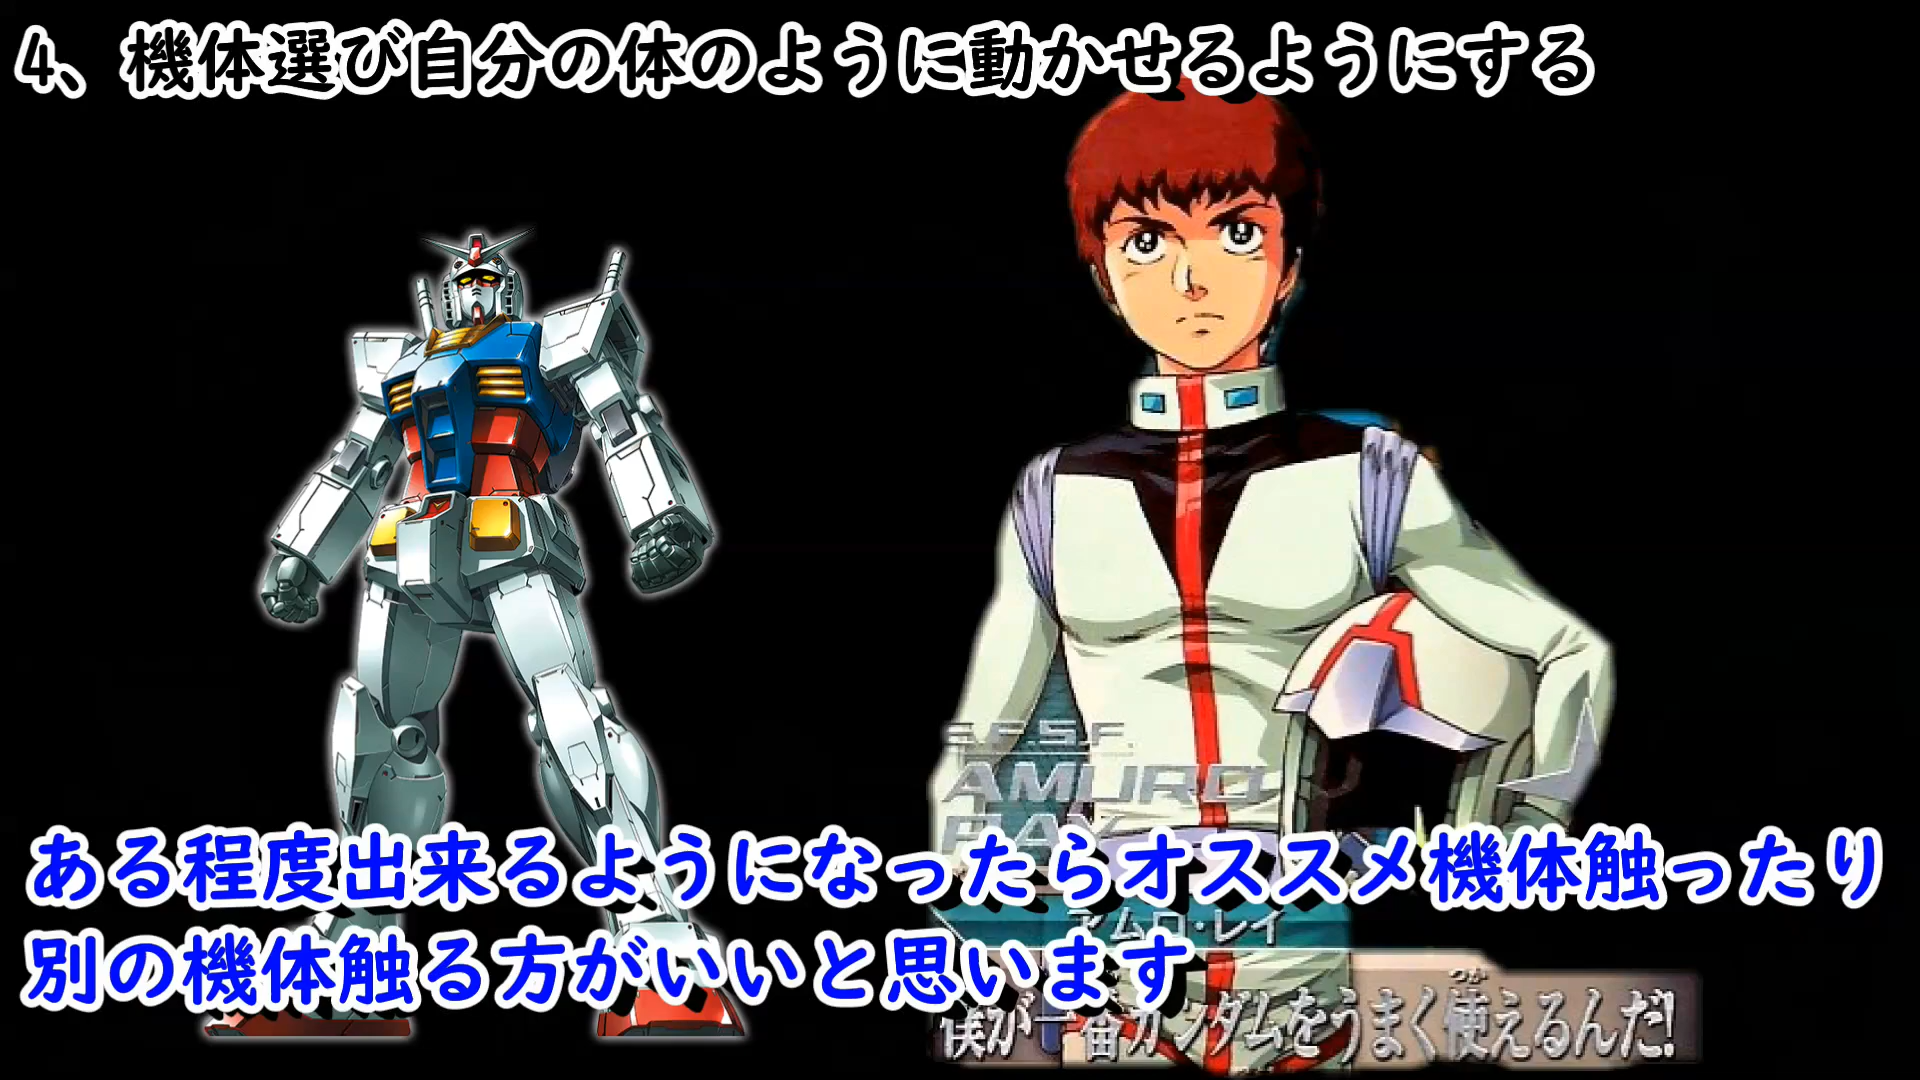 4、機体選び自分の体のように動かせるようにする
E.F.S.F.
AMURO
RAY
ある程度出来るようになったらオススメ機体触ったり
アムロ・レイ
別の機体触る方がいいと思います
僕が一番ガンダムをうまく使えるんだ!
つか